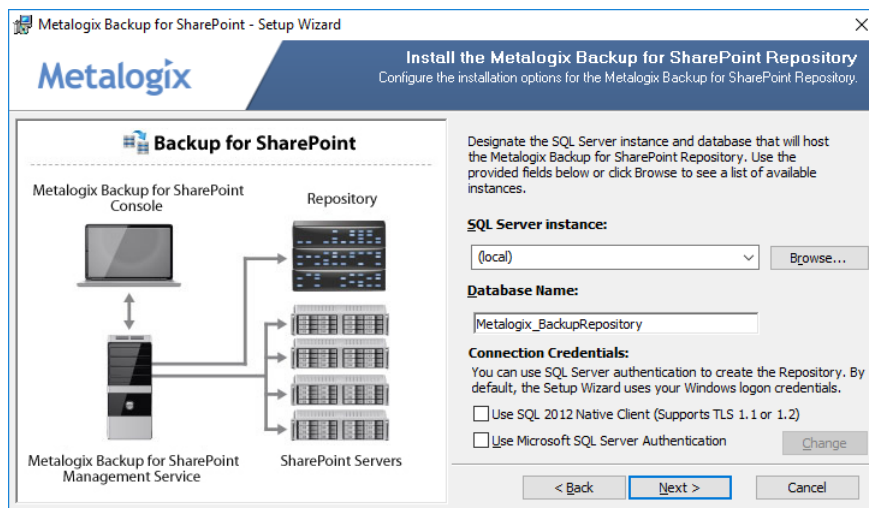 Metalogix Backup for SharePoint - Setup Wizard
Metalogix
Install the Metalogix Backup for SharePoint Repository
Configure the installation options for the Metalogix Backup for SharePoint Repository.
Backup for SharePoint
Metalogix Backup for SharePoint
Console
Repository
Metalogix Backup for SharePoint
Management Service
SharePoint Servers
Designate the SQL Server instance and database that will host
the Metalogix Backup for SharePoint Repository. Use the
provided fields below or click Browse to see a list of available
instances.
SQL Server instance:
(local)
Browse...
Database Name:
Metalogix_BackupRepository
Connection Credentials:
You can use SQL Server authentication to create the Repository. By
default, the Setup Wizard uses your Windows logon credentials.
Use SQL 2012 Native Client (Supports TLS 1.1 or 1.2)
Use Microsoft SQL Server Authentication
Change
< Back
Next >
Cancel